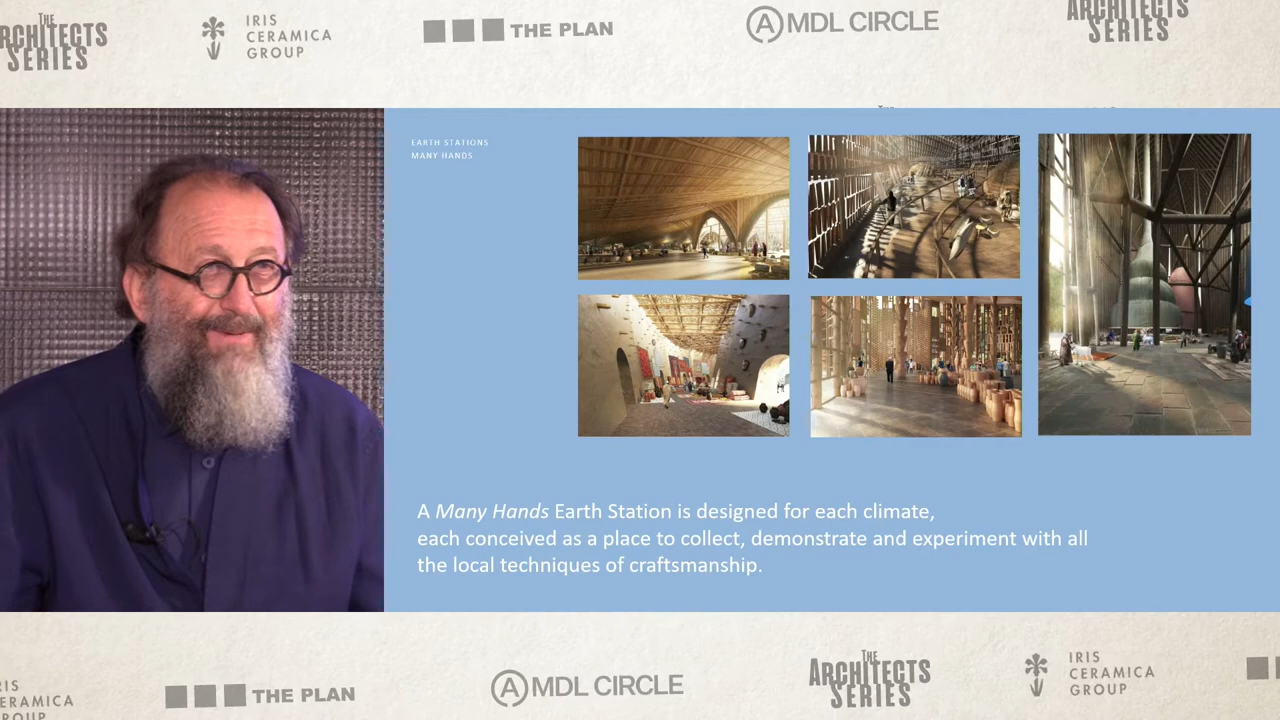 THE
ARCHITECTS
SERIES
IRIS
CERAMICA
GROUP
THE PLAN
A MDL CIRCLE
ARCHITECTS
SERIES
EARTH STATIONS
MANY HANDS
A Many Hands Earth Station is designed for each climate,
each conceived as a place to collect, demonstrate and experiment with all
the local techniques of craftsmanship.
IRIS
CERAMICA
GROUP
THE PLAN
A MDL CIRCLE
THE
ARCHITECTS
SERIES
IRIS
CERAMICA
GROUP